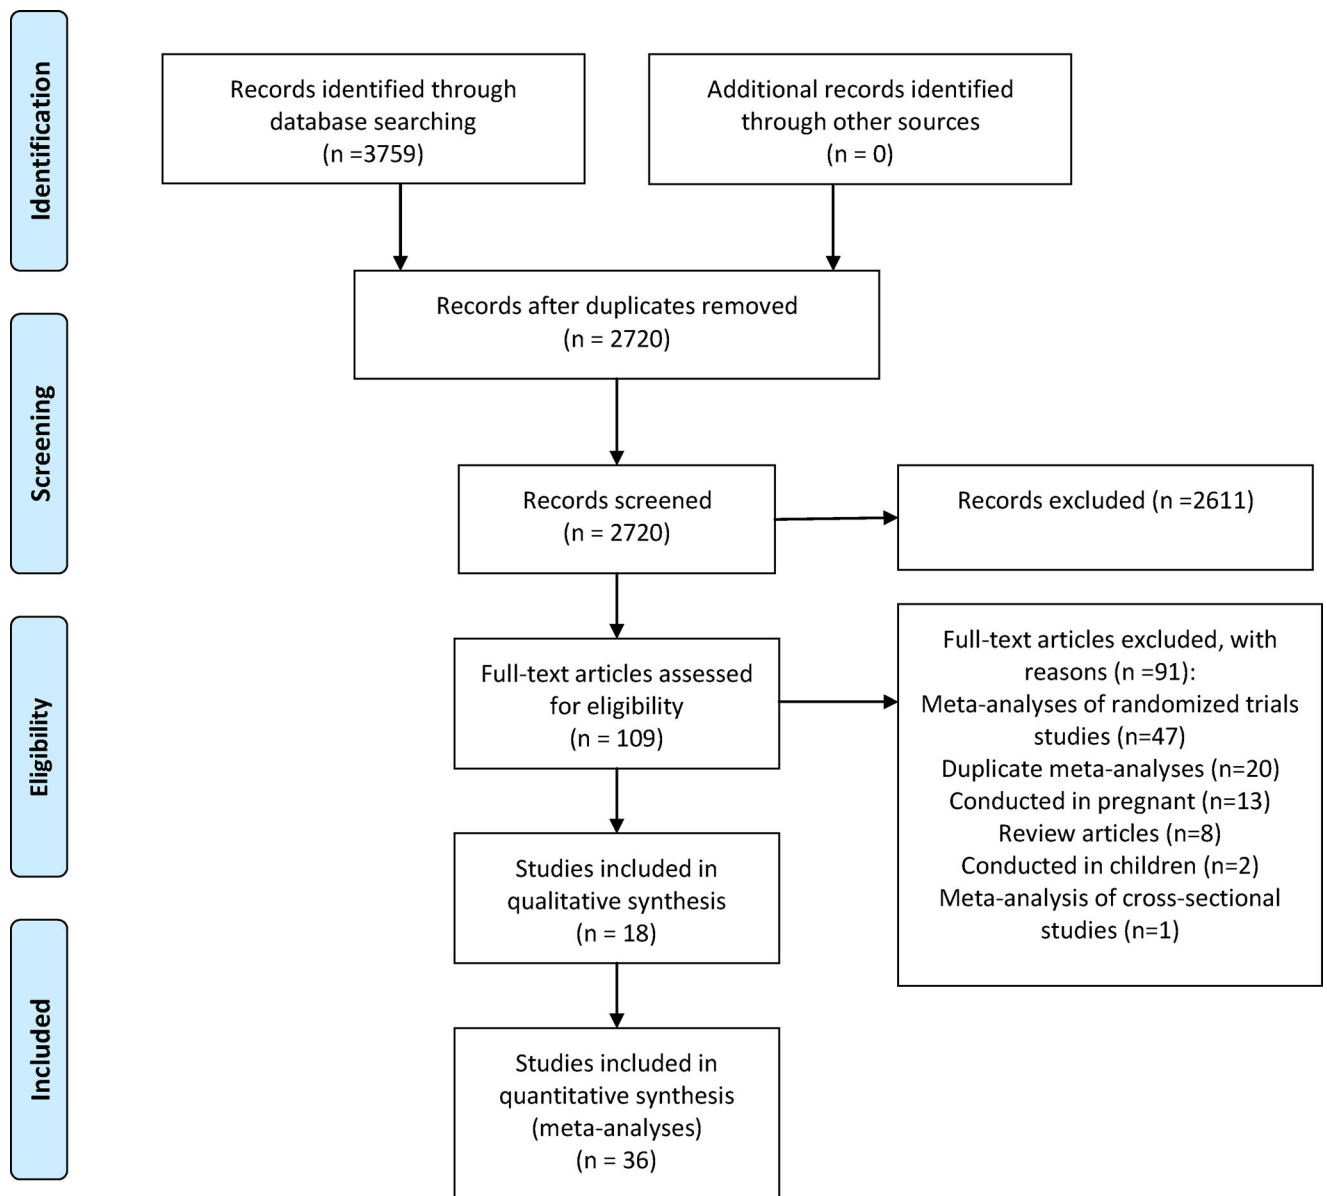 Identification
Records identified through
database searching
(n =3759)
Additional records identified
through other sources
(n = 0)
Records after duplicates removed
(n = 2720)
Screening
Records screened
(n = 2720)
Records excluded (n =2611)
Eligibility
Full-text articles assessed
for eligibility
(n = 109)
Full-text articles excluded, with
reasons (n =91):
Meta-analyses of randomized trials
studies (n=47)
Duplicate meta-analyses (n=20)
Conducted in pregnant (n=13)
Review articles (n=8)
Conducted in children (n=2)
Meta-analysis of cross-sectional
studies (n=1)
Studies included in
qualitative synthesis
(n = 18)
Included
Studies included in
quantitative synthesis
(meta-analyses)
(n = 36)